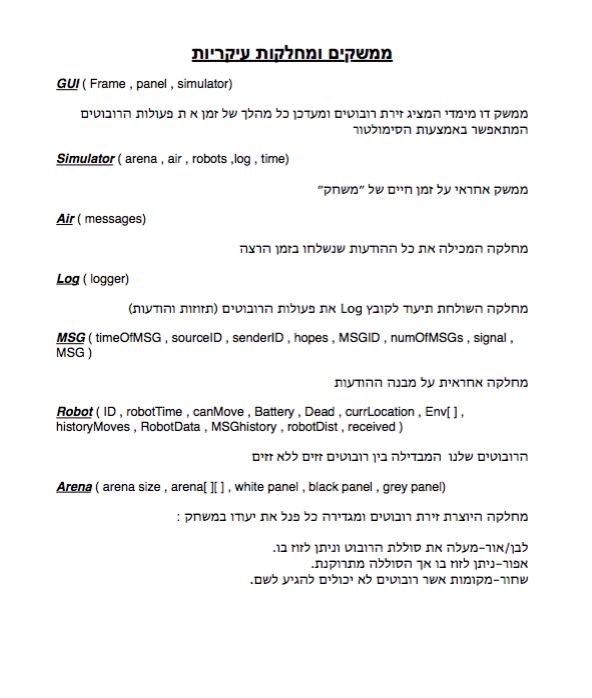 ממשקים ומחלקות עיקריות
GUI ( Frame , panel , simulator)
ממשק דו מימדי המציג זירת רובוטים ומעדכן כל מהלך של זמן א ת פעולות הרובוטים
המתאפשר באמצעות הסימולטור
Simulator ( arena , air , robots ,log , time)
ממשק אחראי על זמן חיים של ״משחק״
Air ( messages)
מחלקה המכילה את כל ההודעות שנשלחו בזמן הרצה
Log ( logger)
מחלקה השולחת תיעוד לקובץ Log את פעולות הרובוטים (תזוזות והודעות)
MSG ( timeOfMSG , sourceID , senderID , hopes , MSGID , numOfMSGs , signal ,
MSG )
מחלקה אחראית על מבנה ההודעות
Robot ( ID , robotTime , canMove , Battery , Dead , currLocation , Env[ ] ,
historyMoves , RobotData , MSGhistory , robotDist , received )
הרובוטים שלנו המבדילה בין רובוטים זזים ללא זזים
Arena ( arena size , arena[ ][ ] , white panel , black panel , grey panel)
מחלקה היוצרת זירת רובוטים ומגדירה כל פנל את יעודו במשחק :
לבן/אור-מעלה את סוללת הרובוט וניתן לזוז בו.
אפור-ניתן לזוז בו אך הסוללה מתרוקנת.
שחור-מקומות אשר רובוטים לא יכולים להגיע לשם.